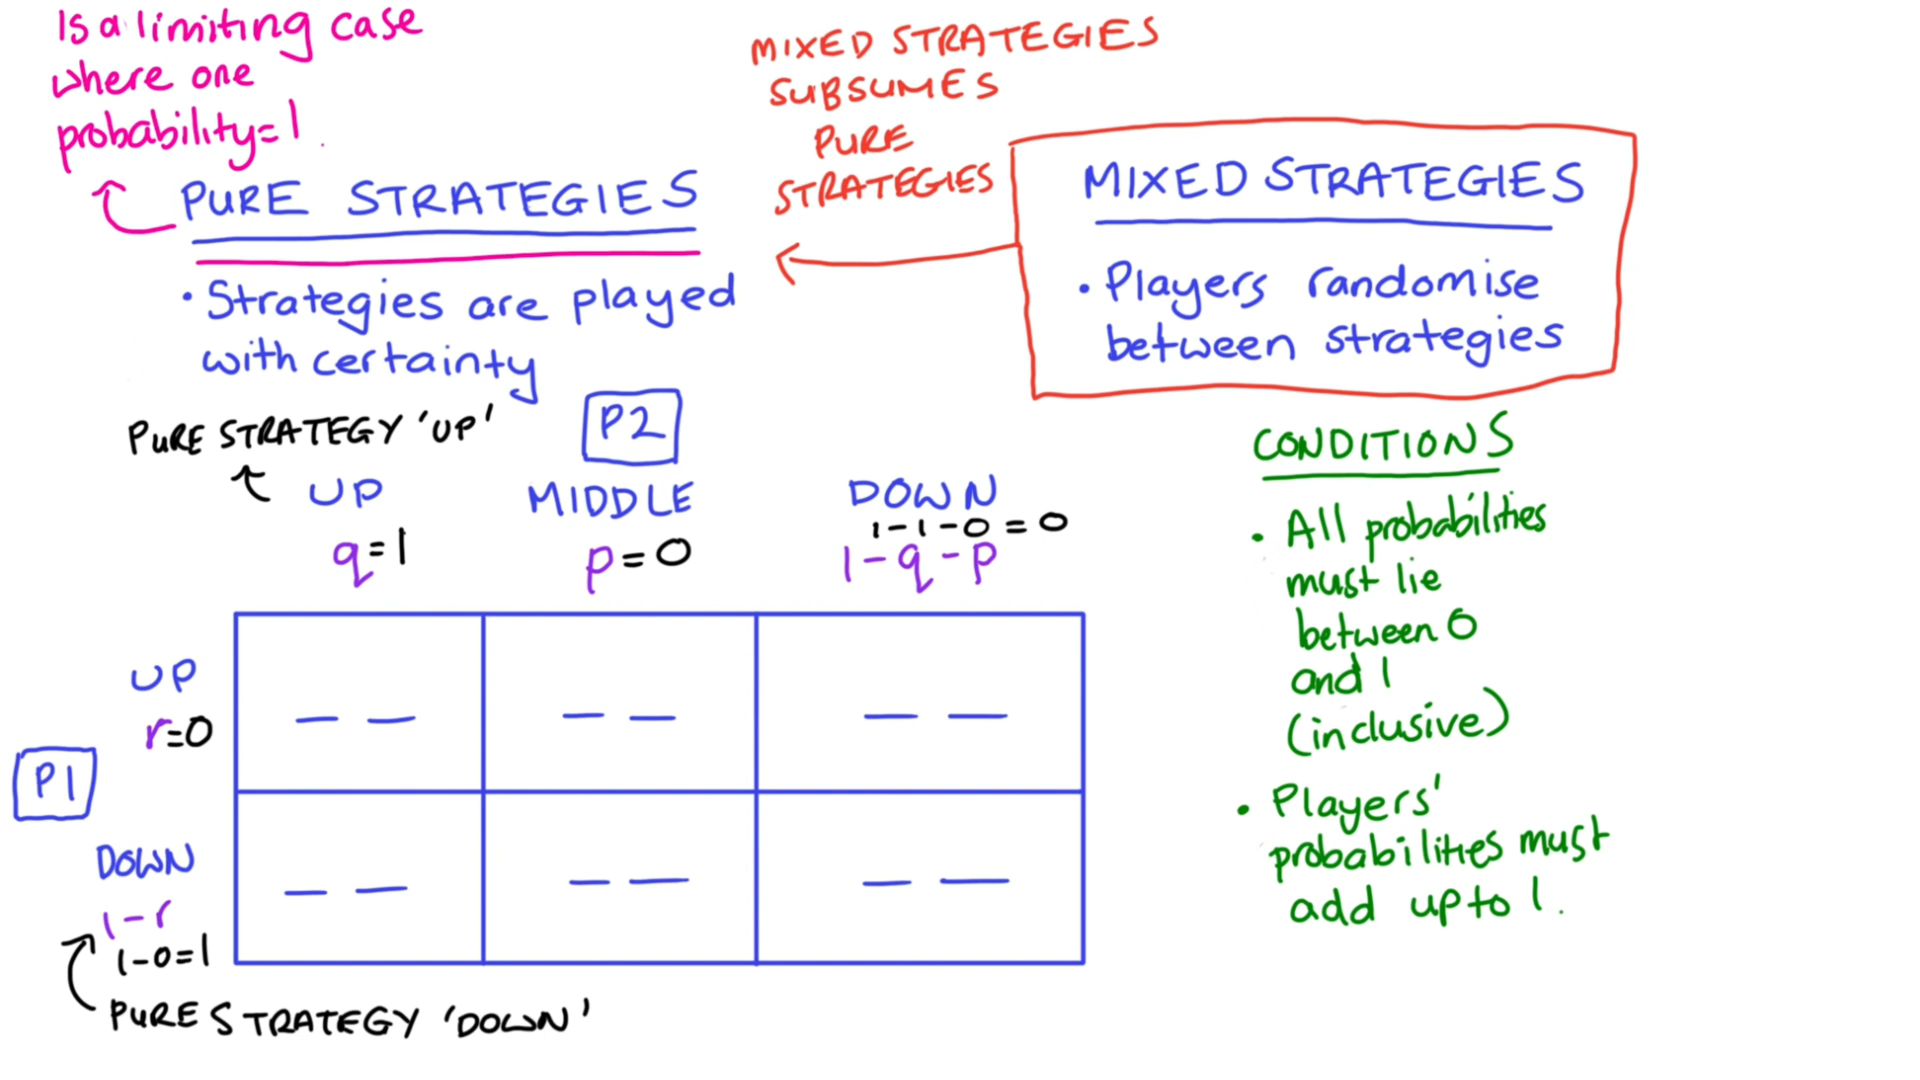 Is a limiting case
where one
probability=1.
PURE STRATEGIES
• Strategies are played
with certainty
MIXED STRATEGIES
SUBSUMES
PURE
STRATEGIES
MIXED STRATEGIES
• Players randomise
between strategies
PURE STRATEGY 'UP'
P2
UP
MIDDLE
DOWN
q=1
p=0
1-1-0=0
1-q-p
P1
UP
r=0
DOWN
1-r
1-0=1
PURE STRATEGY 'DOWN'
CONDITIONS
• All probabilities
must lie
between 0
and 1
(inclusive)
• Players'
probabilities must
add up to 1.